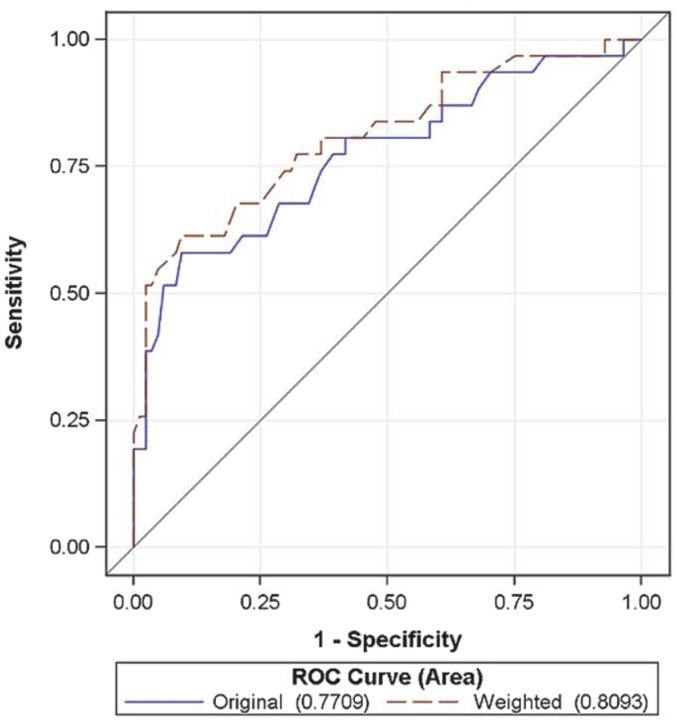 1.00
0.75
0.50
0.25
0.00
Sensitivity
0.00 0.25 0.50 0.75 1.00
1 - Specificity
ROC Curve (Area)
Original (0.7709) Weighted (0.8093)